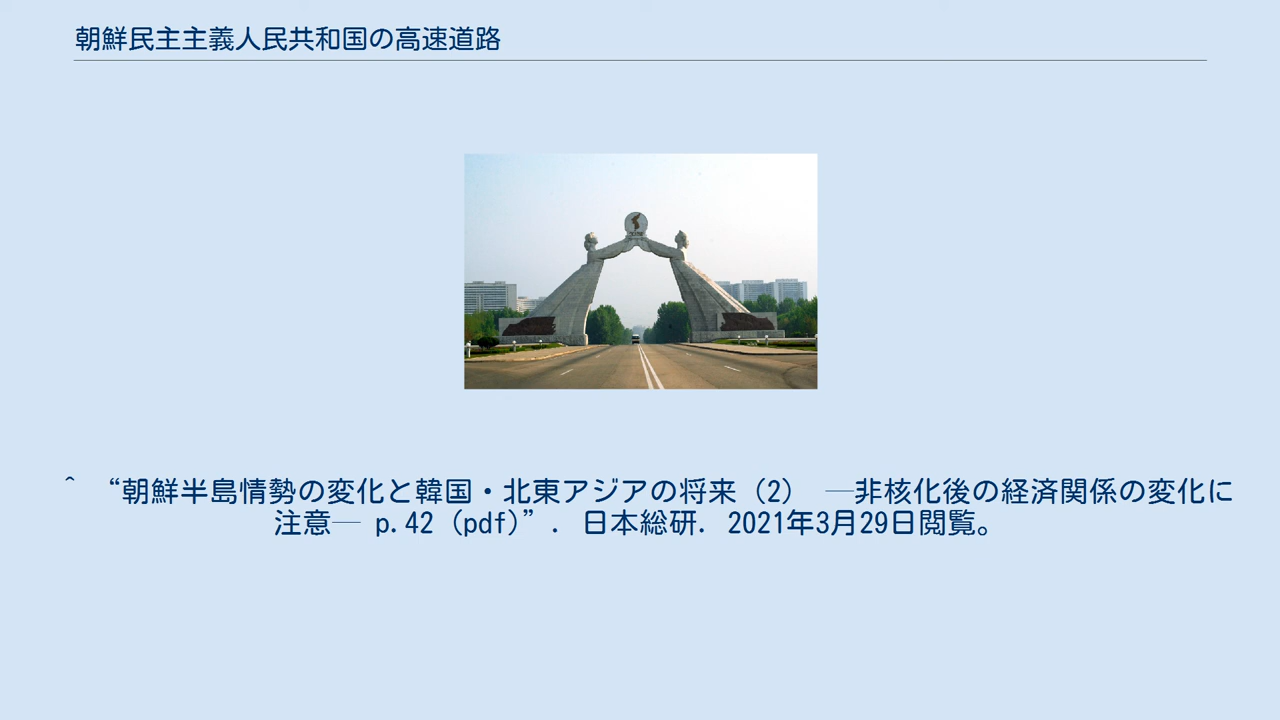 朝鮮民主主義人民共和国の高速道路
^ “朝鮮半島情勢の変化と韓国・北東アジアの将来（2） ―非核化後の経済関係の変化に
注意― p.42（pdf）”. 日本総研. 2021年3月29日閲覧。